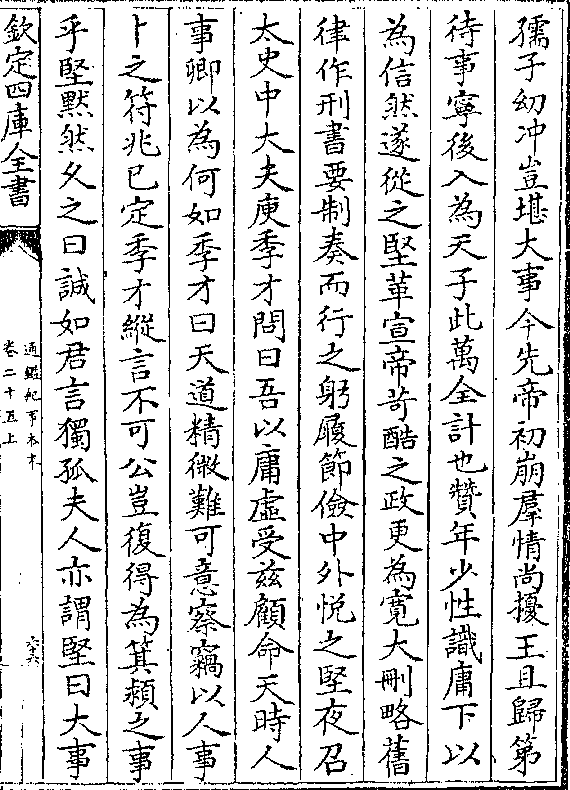 孺子幼沖豈堪大事今先帝初崩羣情尚擾王且歸第
待事寧後入為天子此萬全計也贊年少性識庸下以
為信然遂從之堅革宣帝苛酷之政更為寛大刪略舊
律作刑書要制奏而行之躬履節儉中外悅之堅夜召
太史中大夫庾季才問曰吾以庸虛受兹顧命天時人
事卿以為何如季才曰天道精微難可意察竊以人事
卜之符兆已定季才縱言不可公豈復得為箕潁之事
乎堅黙然久之曰誠如君言獨孤夫人亦謂堅曰大事
欽定四庫全書
通鑑紀事本末
卷二十五上
六十六